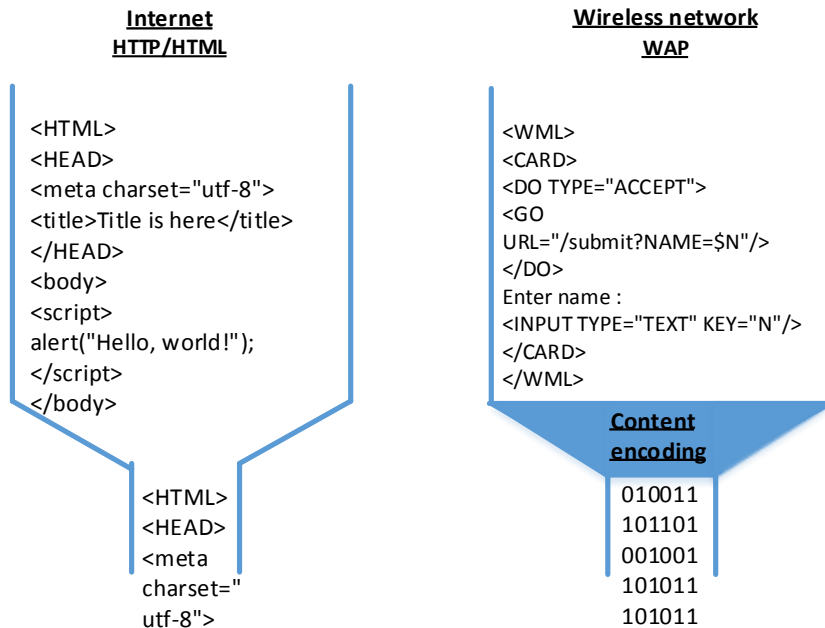 Internet
HTTP/HTML
<HTML>
<HEAD>
<meta charset="utf-8">
<title>Title is here</title>
</HEAD>
<body>
<script>
alert("Hello, world!");
</script>
</body>
<HTML>
<HEAD>
<meta
charset="
utf-8">
Wireless network
WAP
<WML>
<CARD>
<DO TYPE="ACCEPT">
<GO
URL="/submit?NAME=$N"/>
</DO>
Enter name :
<INPUT TYPE="TEXT" KEY="N"/>
</CARD>
</WML>
Content
encoding
010011
101101
001001
101011
101011